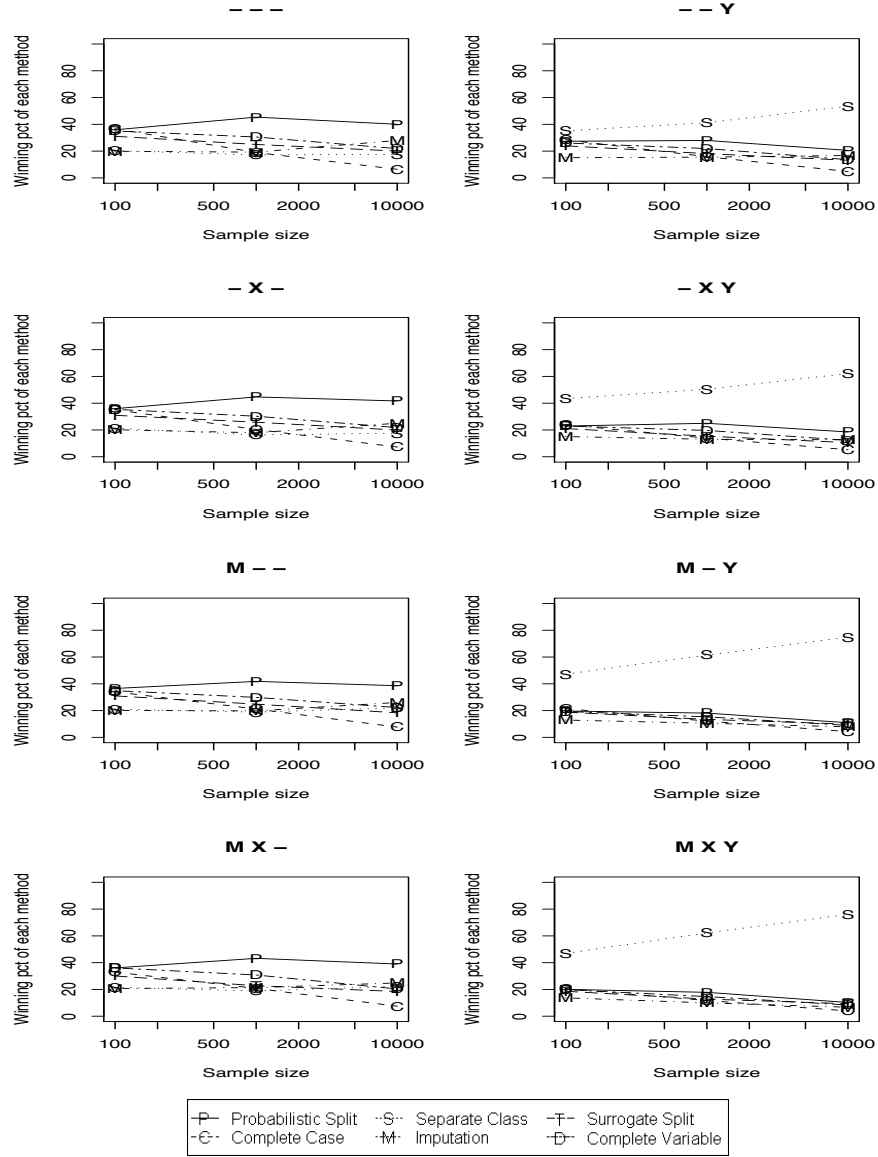 – – –
Winning pct of each method
80
60
40
20
0
P P P
C C C
S S S
M M M
T T T
D D D
100 500 2000 10000
Sample size
– – Y
Winning pct of each method
80
60
40
20
0
P P P
C C C
S S S
M M M
T T T
D D D
100 500 2000 10000
Sample size
– X –
Winning pct of each method
80
60
40
20
0
P P P
C C C
S S S
M M M
T T T
D D D
100 500 2000 10000
Sample size
– X Y
Winning pct of each method
80
60
40
20
0
P P P
C C C
S S S
M M M
T T T
D D D
100 500 2000 10000
Sample size
M – –
Winning pct of each method
80
60
40
20
0
P P P
C C C
S S S
M M M
T T T
D D D
100 500 2000 10000
Sample size
M – Y
Winning pct of each method
80
60
40
20
0
P P P
C C C
S S S
M M M
T T T
D D D
100 500 2000 10000
Sample size
M X –
Winning pct of each method
80
60
40
20
0
P P P
C C C
S S S
M M M
T T T
D D D
100 500 2000 10000
Sample size
M X Y
Winning pct of each method
80
60
40
20
0
P P P
C C C
S S S
M M M
T T T
D D D
100 500 2000 10000
Sample size
P Probabilistic Split S Separate Class T Surrogate Split
C Complete Case M Imputation D Complete Variable